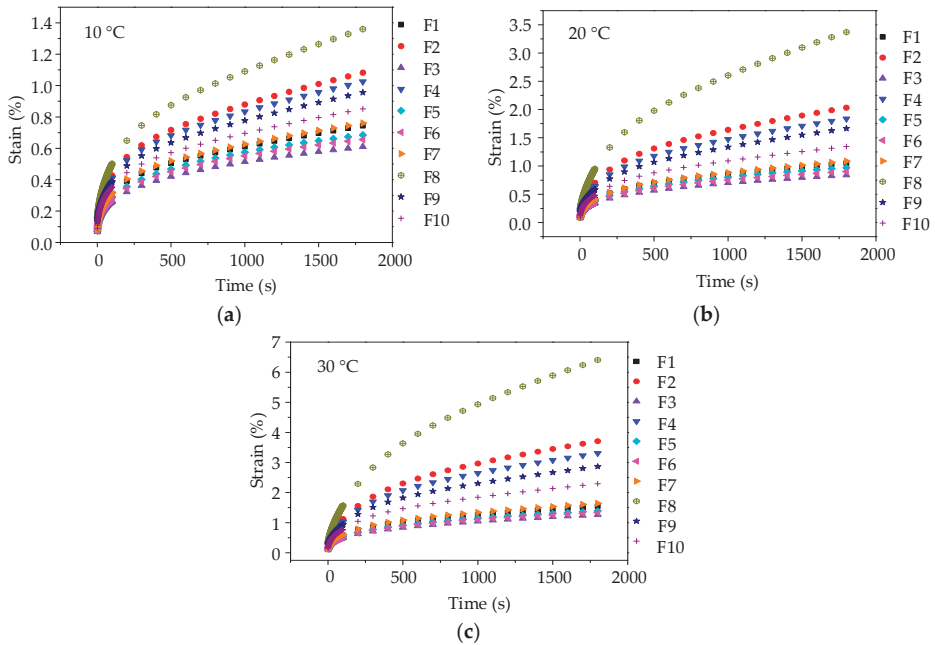 10 °C
Stain (%)
1.4
1.2
1.0
0.8
0.6
0.4
0.2
0.0
0
500
1000
1500
2000
Time (s)
F1
F2
F3
F4
F5
F6
F7
F8
F9
F10
(a)
20 °C
Strain (%)
3.5
3.0
2.5
2.0
1.5
1.0
0.5
0.0
0
500
1000
1500
2000
Time (s)
F1
F2
F3
F4
F5
F6
F7
F8
F9
F10
(b)
30 °C
Strain (%)
7
6
5
4
3
2
1
0
0
500
1000
1500
2000
Time (s)
F1
F2
F3
F4
F5
F6
F7
F8
F9
F10
(c)